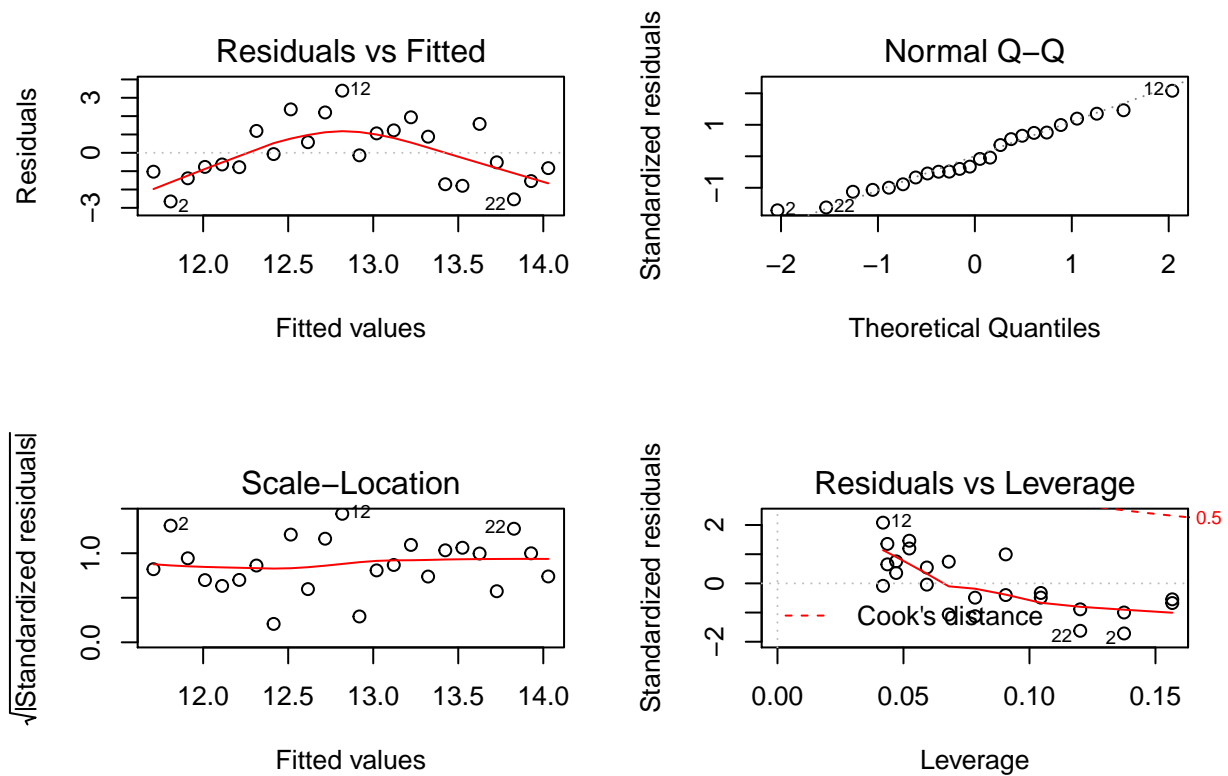 Residuals vs Fitted
Residuals
3
0
−3
12
2
22
12.0 12.5 13.0 13.5 14.0
Fitted values
Normal Q−Q
Standardized residuals
1
−1
12
2
22
−2 −1 0 1 2
Theoretical Quantiles
Scale−Location
√|Standardized residuals|
1.0
0.0
2
12
22
12.0 12.5 13.0 13.5 14.0
Fitted values
Residuals vs Leverage
Standardized residuals
2
0
−2
12
0.5
Cook's distance
22
2
0.00 0.05 0.10 0.15
Leverage